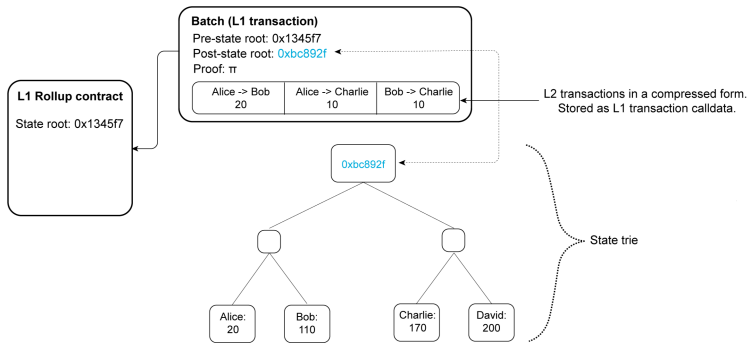 Batch (L1 transaction)
Pre-state root: 0x1345f7
Post-state root: 0xbc892f
Proof: π
Alice -> Bob
20
Alice -> Charlie
10
Bob -> Charlie
10
L2 transactions in a compressed form.
Stored as L1 transaction calldata.
L1 Rollup contract
State root: 0x1345f7
0xbc892f
State trie
Alice:
20
Bob:
110
Charlie:
170
David:
200